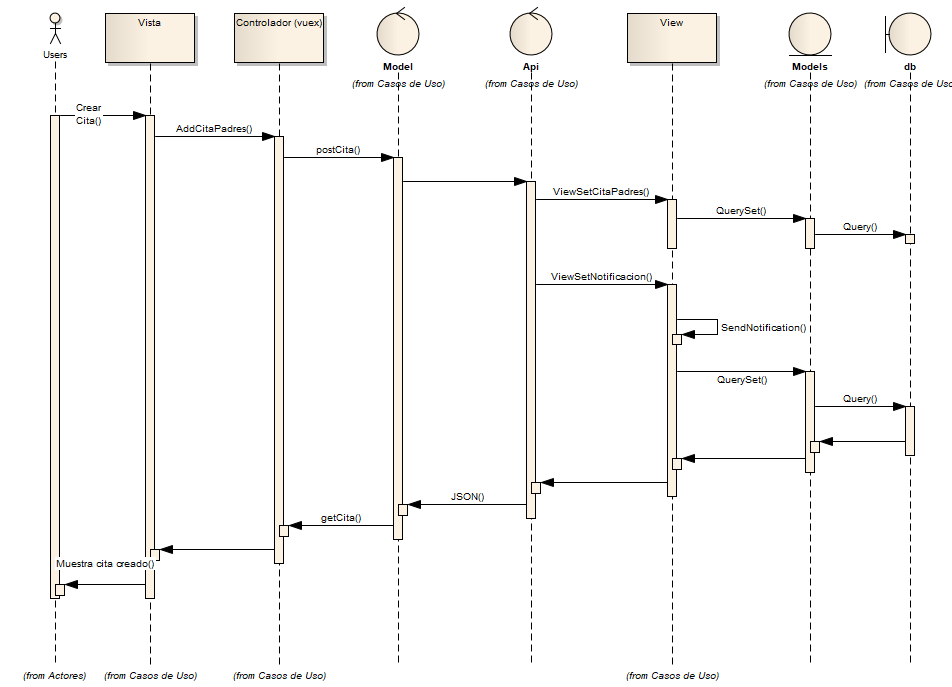 Users
Vista
Controlador (vuex)
Model
(from Casos de Uso)
Api
(from Casos de Uso)
View
Models
(from Casos de Uso)
db
(from Casos de Uso
Crear
Cita()
AddCitaPadres()
postCita()
ViewSetCitaPadres()
QuerySet()
Query()
ViewSetNotificacion()
SendNotification()
QuerySet()
Query()
JSON()
getCita()
Muestra cita creado()
(from Actores)
(from Casos de Uso)
(from Casos de Uso)
(from Casos de Uso)